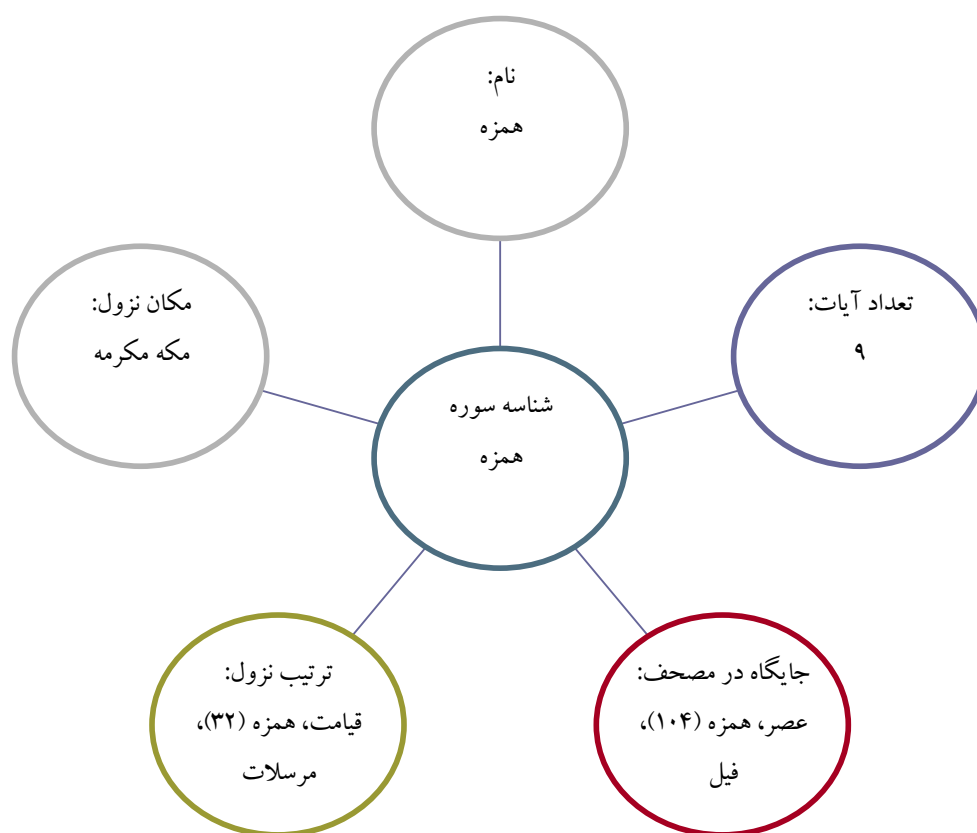 نام:
همزه
تعداد آیات:
۹
مکان نزول:
مکه مکرمه
شناسه سوره
همزه
جایگاه در مصحف:
عصر، همزه (۱۰۴)،
فیل
ترتیب نزول:
قیامت، همزه (۳۲)،
مرسلات